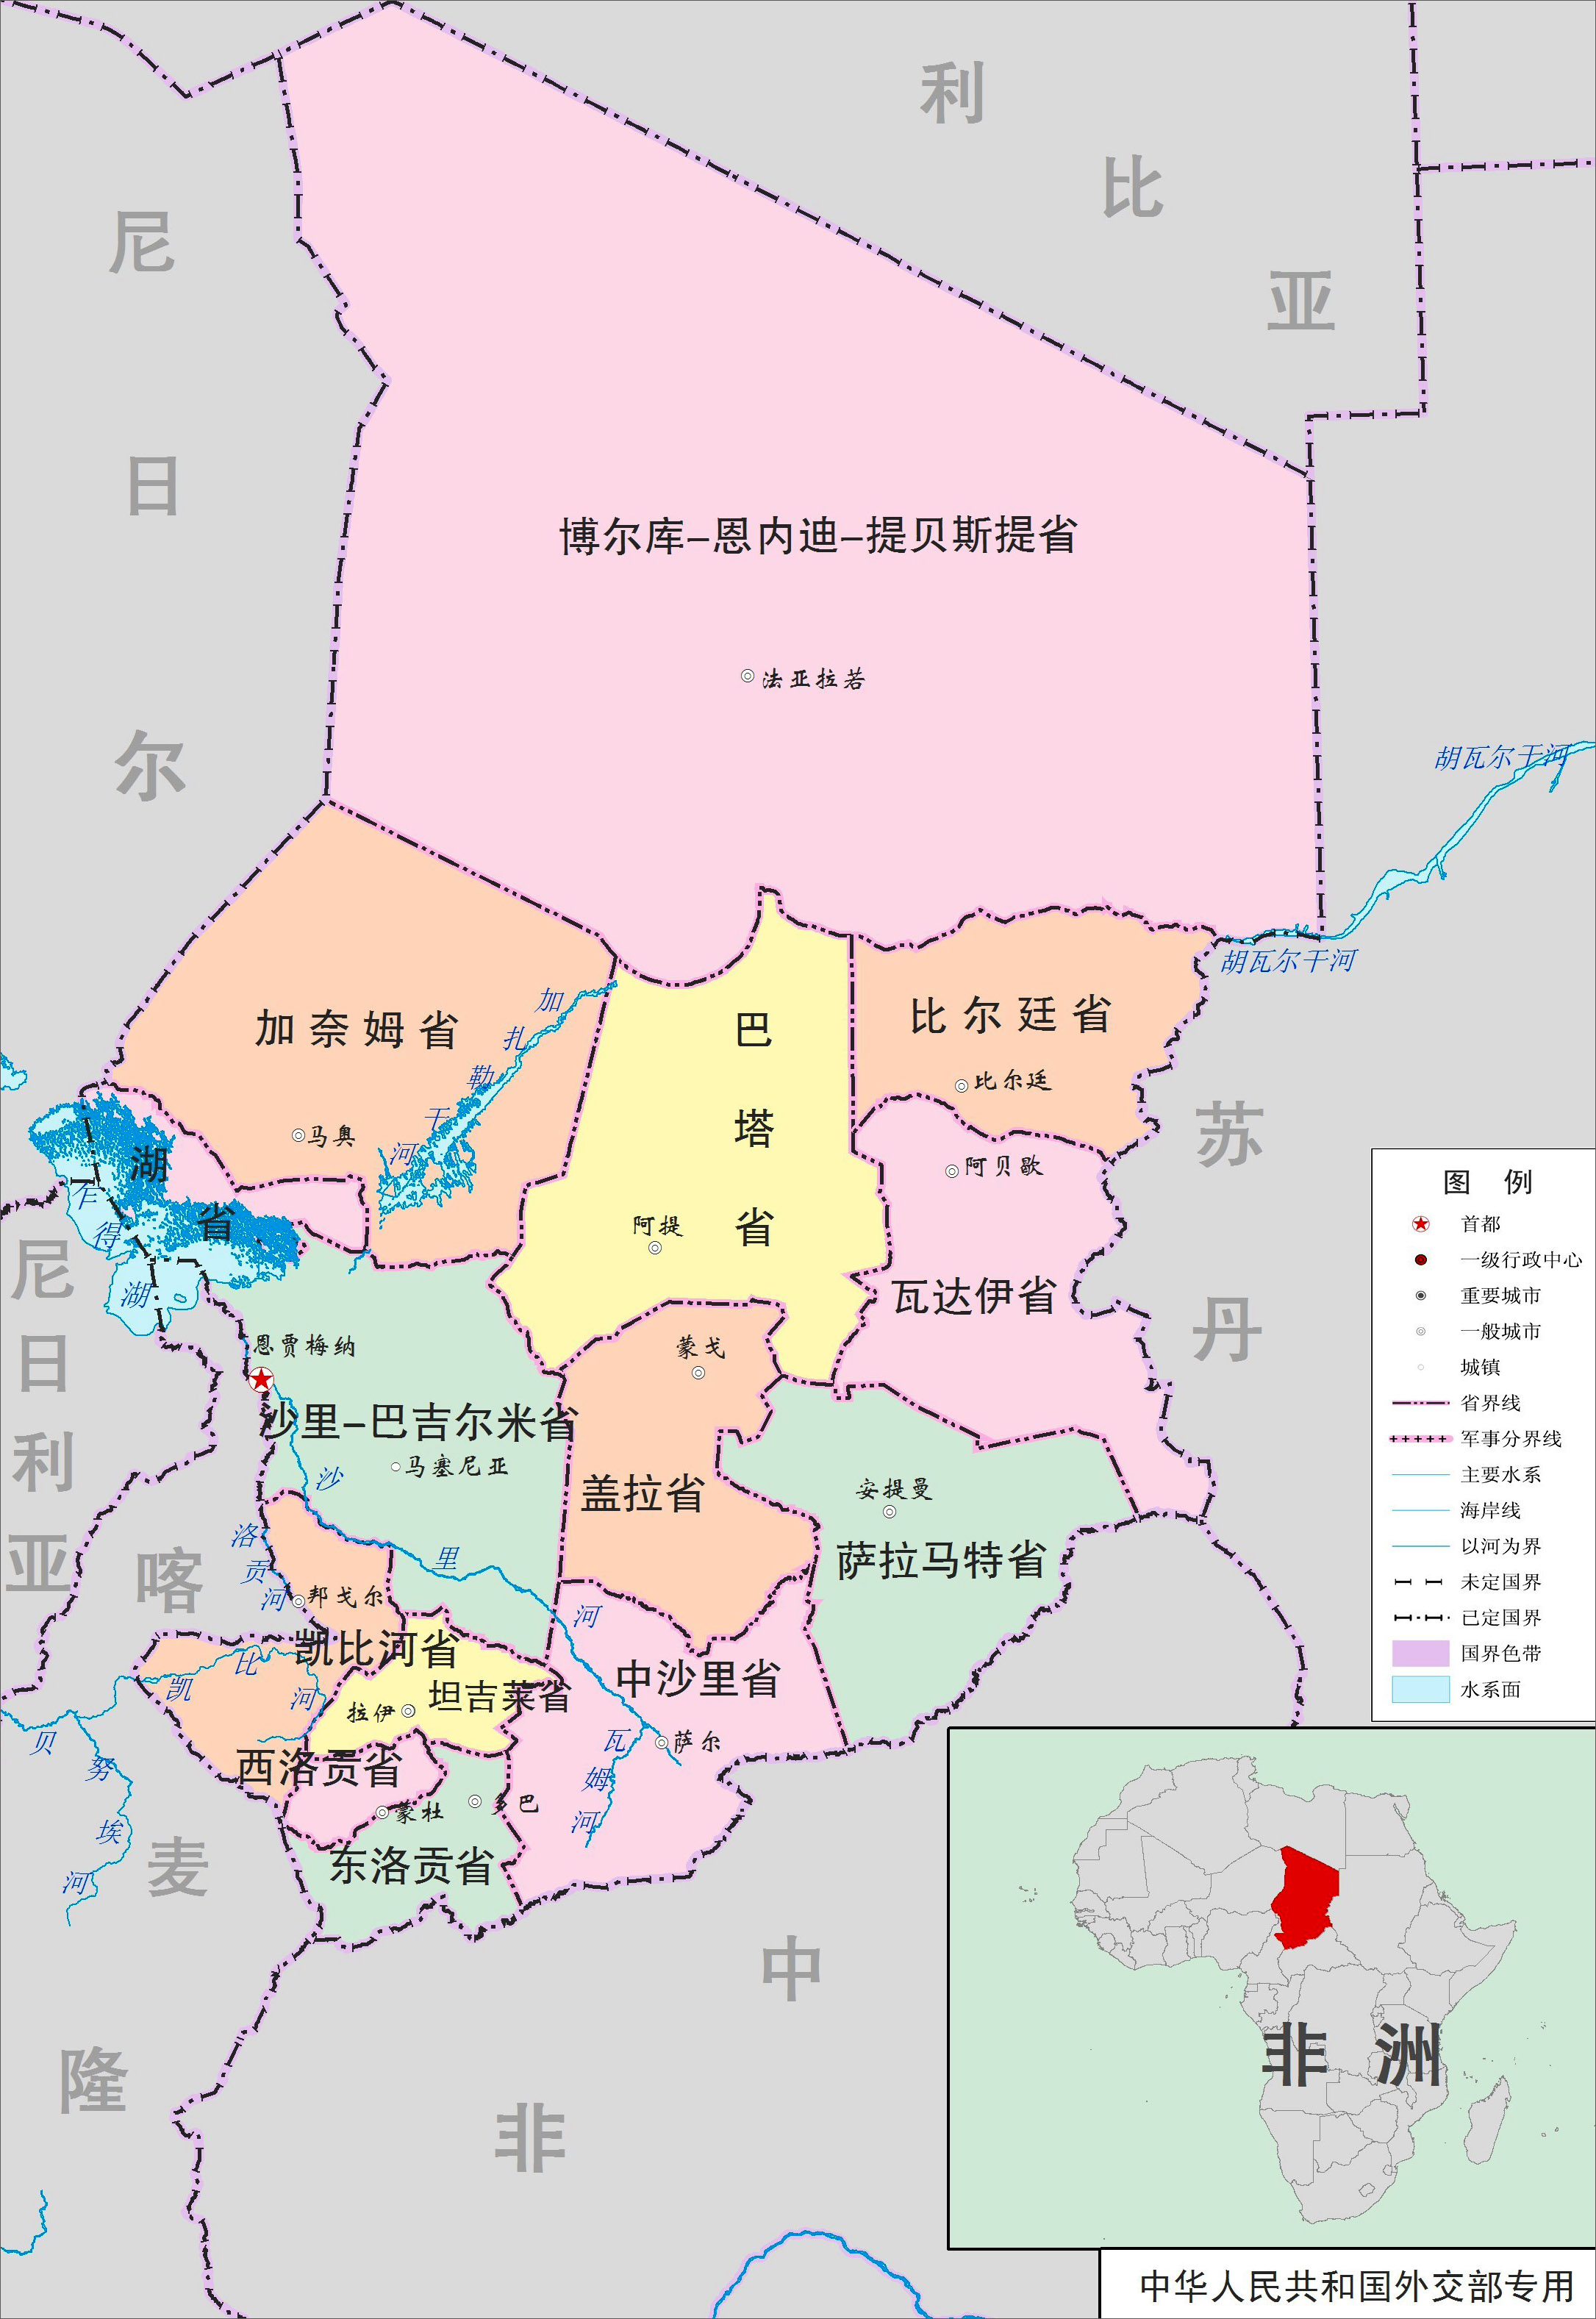 利比亚
尼日尔
博尔库-恩内迪-提贝斯提省
法亚拉若
胡瓦尔干河
胡瓦尔干河
加奈姆省
加扎勒干河
马奥
巴塔省
阿提
比尔廷省
比尔廷
苏丹
湖省
乍得湖
阿贝歇
瓦达伊省
尼日利亚
恩贾梅纳
沙里-巴吉尔米省
马塞尼亚
沙里河
蒙戈
盖拉省
安提曼
萨拉马特省
洛贡河
邦戈尔
喀麦隆
凯比河省
凯比河
坦吉莱省
拉伊
中沙里省
萨尔
瓦姆河
贝努埃河
西洛贡省
蒙杜
多巴
东洛贡省
中非
图例
首都
一级行政中心
重要城市
一般城市
城镇
省界线
军事分界线
主要水系
海岸线
以河为界
未定国界
已定国界
国界色带
水系面
非洲
中华人民共和国外交部专用